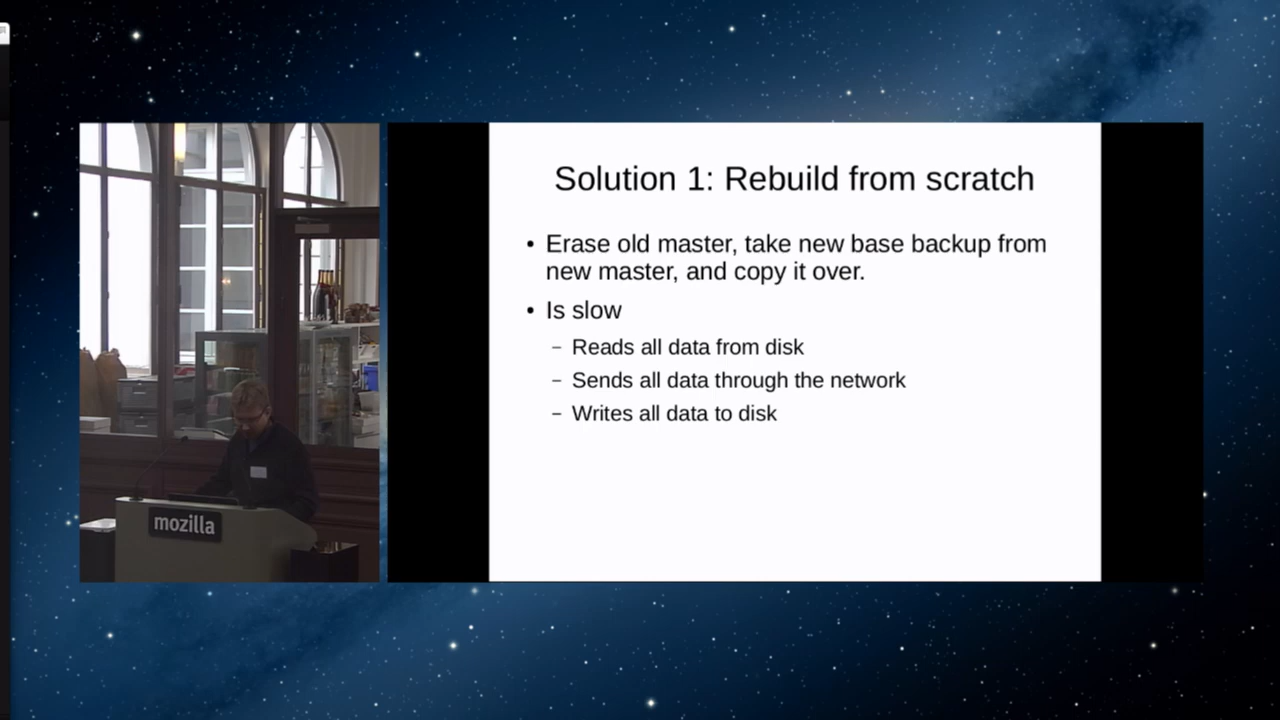 Solution 1: Rebuild from scratch
• Erase old master, take new base backup from
new master, and copy it over.
• Is slow
– Reads all data from disk
– Sends all data through the network
– Writes all data to disk
mozilla